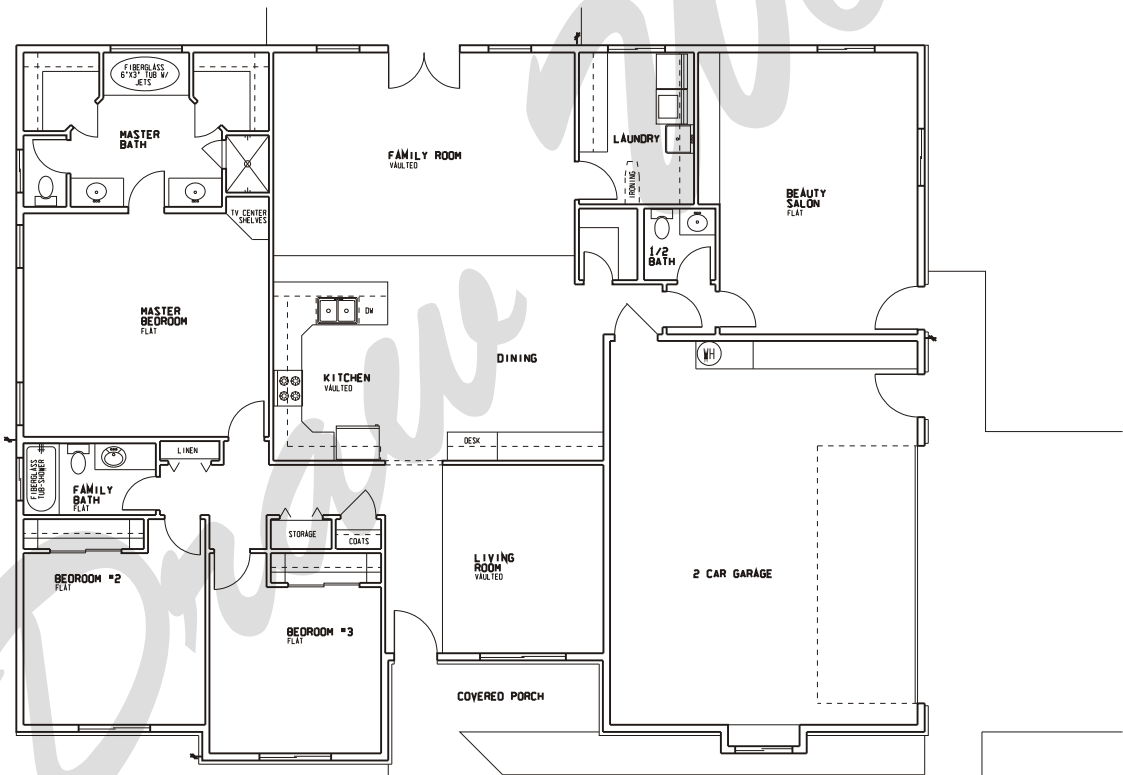 FIBERGLASS
6'X3' TUB W/
JETS
MASTER
BATH
FAMILY ROOM
VAULTED
LAUNDRY
IRONING
BEAUTY
SALON
FLAT
TV CENTER
SHELVES
1/2
BATH
MASTER
BEDROOM
FLAT
DW
KITCHEN
VAULTED
DINING
WH
DESK
LINEN
FIBERGLASS
TUB-SHOWER
FAMILY
BATH
FLAT
STORAGE
COATS
LIVING
ROOM
VAULTED
2 CAR GARAGE
BEDROOM #2
FLAT
BEDROOM #3
FLAT
COVERED PORCH
Draw